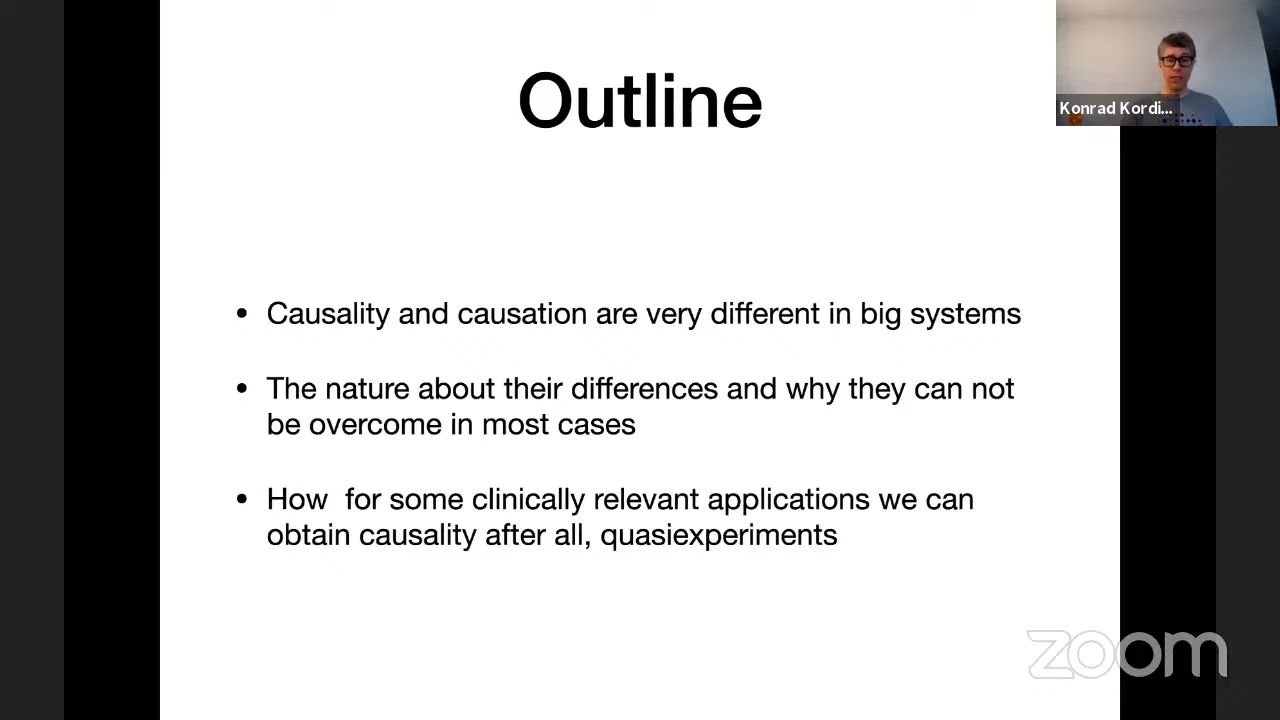 Outline
Konrad Kordi...
• Causality and causation are very different in big systems
• The nature about their differences and why they can not
be overcome in most cases
• How  for some clinically relevant applications we can
obtain causality after all, quasiexperiments
zoom